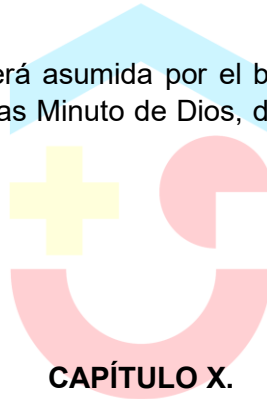 erá asumida por el b
as Minuto de Dios, d
CAPÍTULO X.